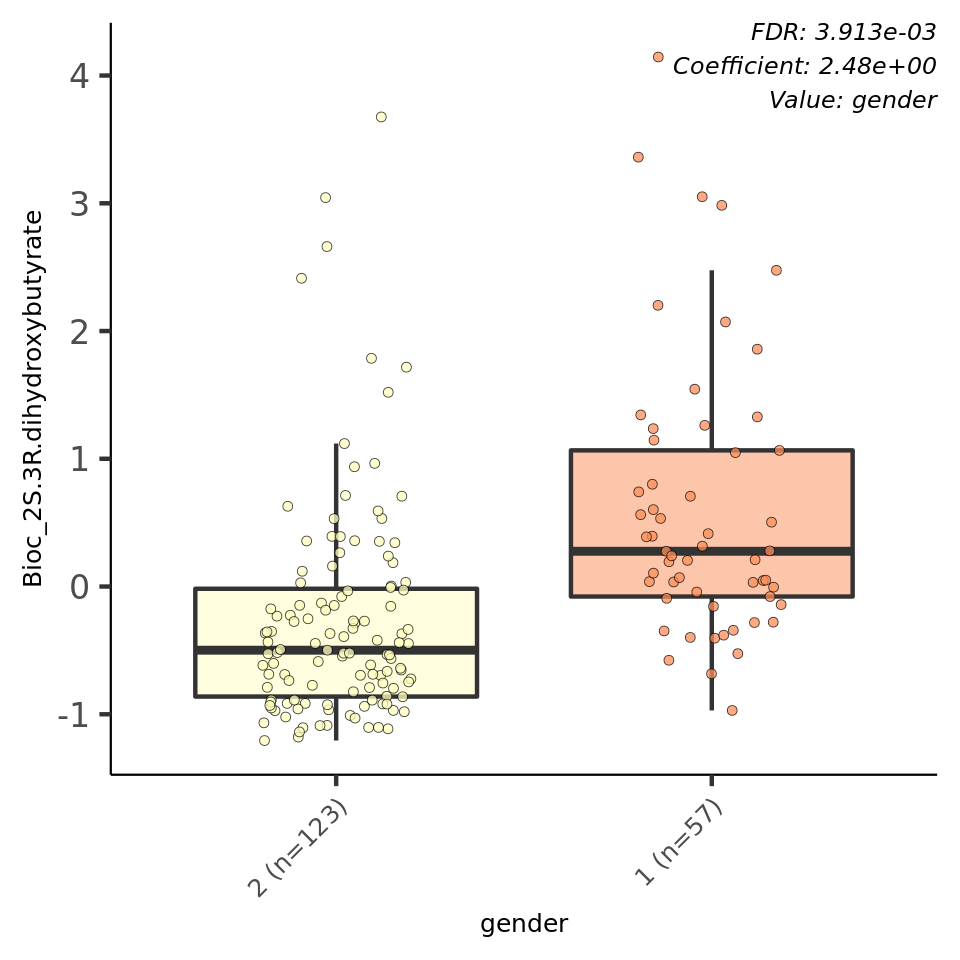 FDR: 3.913e-03
Coefficient: 2.48e+00
Value: gender
Bioc_2S.3R.dihydroxybutyrate
4
3
2
1
0
-1
2 (n=123)
1 (n=57)
gender